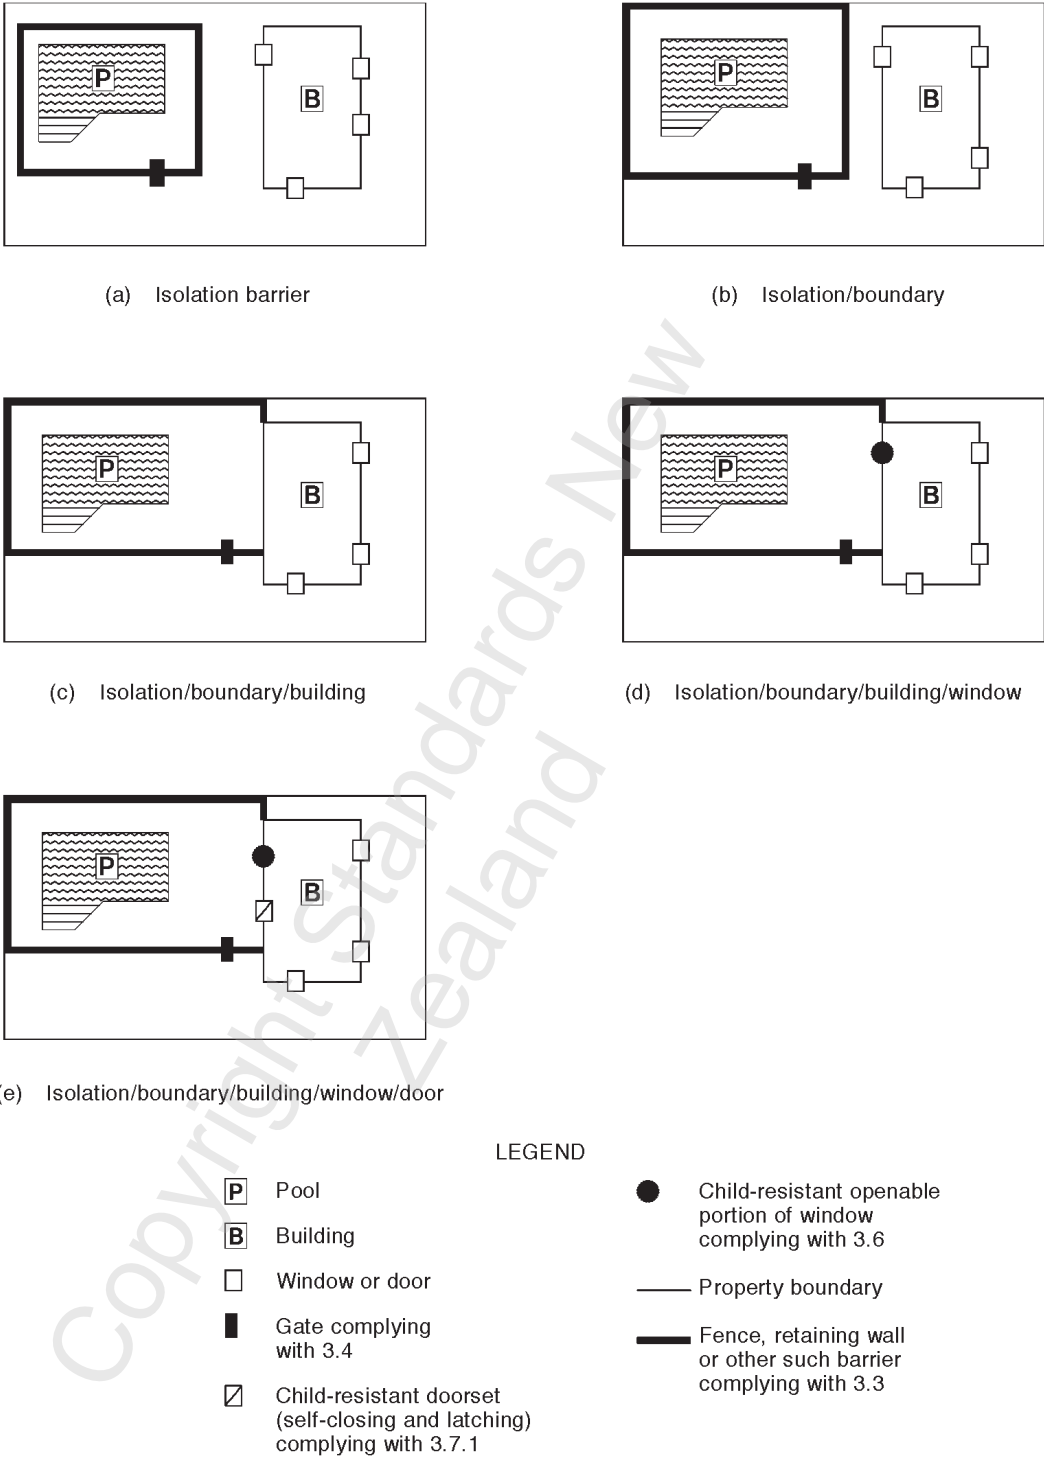 P
B
P
B
(a) Isolation barrier
(b) Isolation/boundary
P
B
P
B
(c) Isolation/boundary/building
(d) Isolation/boundary/building/window
P
B
(e) Isolation/boundary/building/window/door
LEGEND
P Pool
B Building
Window or door
Gate complying
with 3.4
Child-resistant doorset
(self-closing and latching)
complying with 3.7.1
Child-resistant openable
portion of window
complying with 3.6
Property boundary
Fence, retaining wall
or other such barrier
complying with 3.3
Copyright Standards New
Zealand